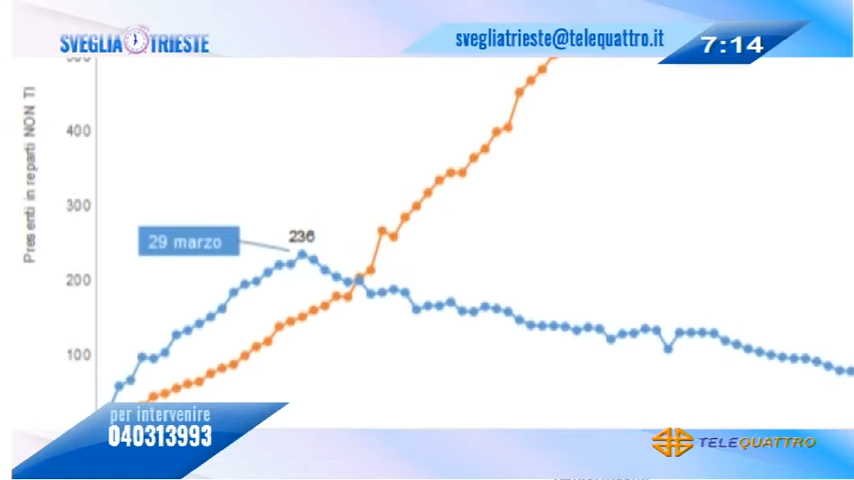 SVEGLIA TRIESTE
svegliatrieste@telequattro.it
7:14
Presenti in reparti NON TI
500
400
300
200
100
29 marzo
236
per intervenire
040313993
TELEQUATTRO